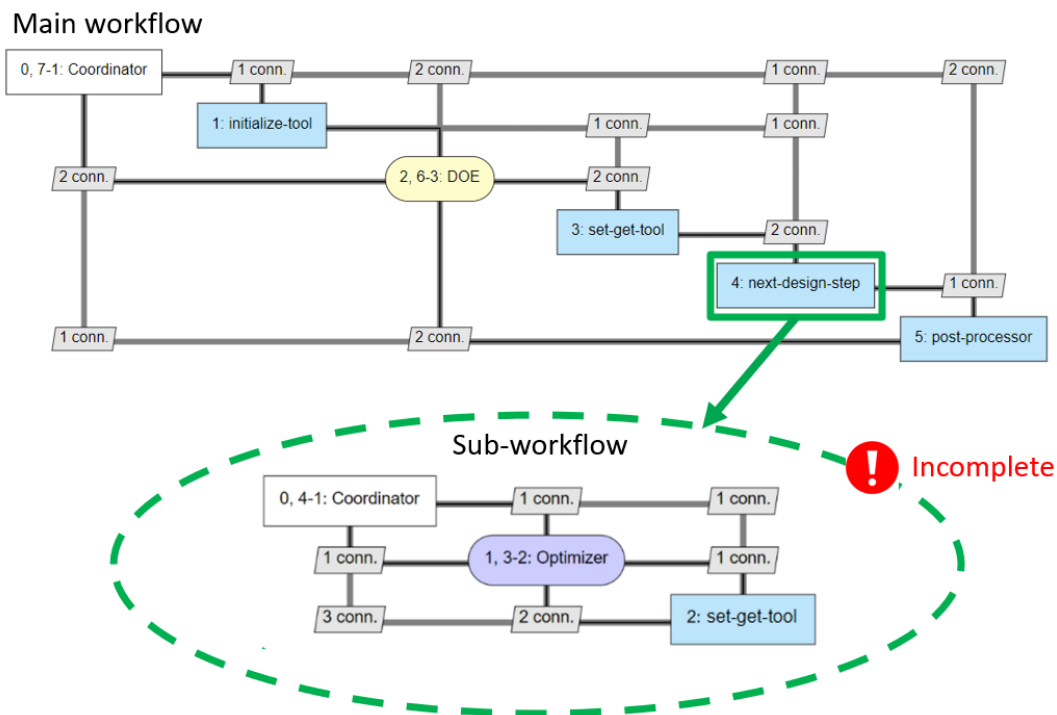 Main workflow
0, 7-1: Coordinator
1 conn.
2 conn.
1 conn.
2 conn.
1: initialize-tool
1 conn.
1 conn.
2 conn.
2, 6-3: DOE
2 conn.
3: set-get-tool
2 conn.
4: next-design-step
1 conn.
1 conn.
2 conn.
5: post-processor
Sub-workflow
! Incomplete
0, 4-1: Coordinator
1 conn.
1 conn.
1 conn.
1, 3-2: Optimizer
1 conn.
3 conn.
2 conn.
2: set-get-tool